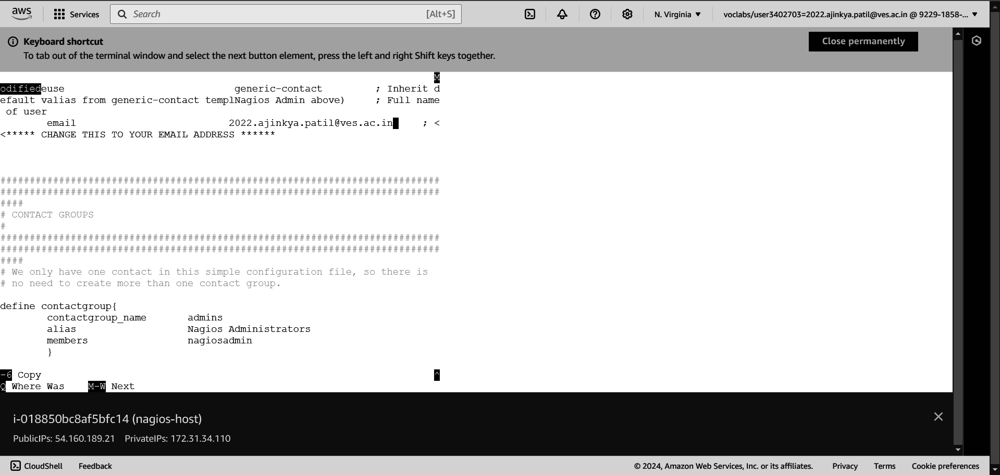 aws
Services
Search
[Alt+S]
N. Virginia
voclabs/user3402703=2022.ajinkya.patil@ves.ac.in @ 9229-1858-...
Keyboard shortcut
To tab out of the terminal window and select the next button element, press the left and right Shift keys together.
Close permanently
M
odifiedeuse                             generic-contact         ; Inherit d
efault valias from generic-contact templNagios Admin above)     ; Full name
 of user
        email                          2022.ajinkya.patil@ves.ac.in     ; <
<***** CHANGE THIS TO YOUR EMAIL ADDRESS ******
###########################################################################
###########################################################################
####
# CONTACT GROUPS
#
###########################################################################
###########################################################################
####
# We only have one contact in this simple configuration file, so there is
# no need to create more than one contact group.
define contactgroup{
        contactgroup_name       admins
        alias                   Nagios Administrators
        members                 nagiosadmin
        }
-6 Copy                                                                   ^
Q Where Was    M-W Next
i-018850bc8af5bfc14 (nagios-host)
PublicIPs: 54.160.189.21    PrivateIPs: 172.31.34.110
CloudShell
Feedback
© 2024, Amazon Web Services, Inc. or its affiliates.
Privacy
Terms
Cookie preferences